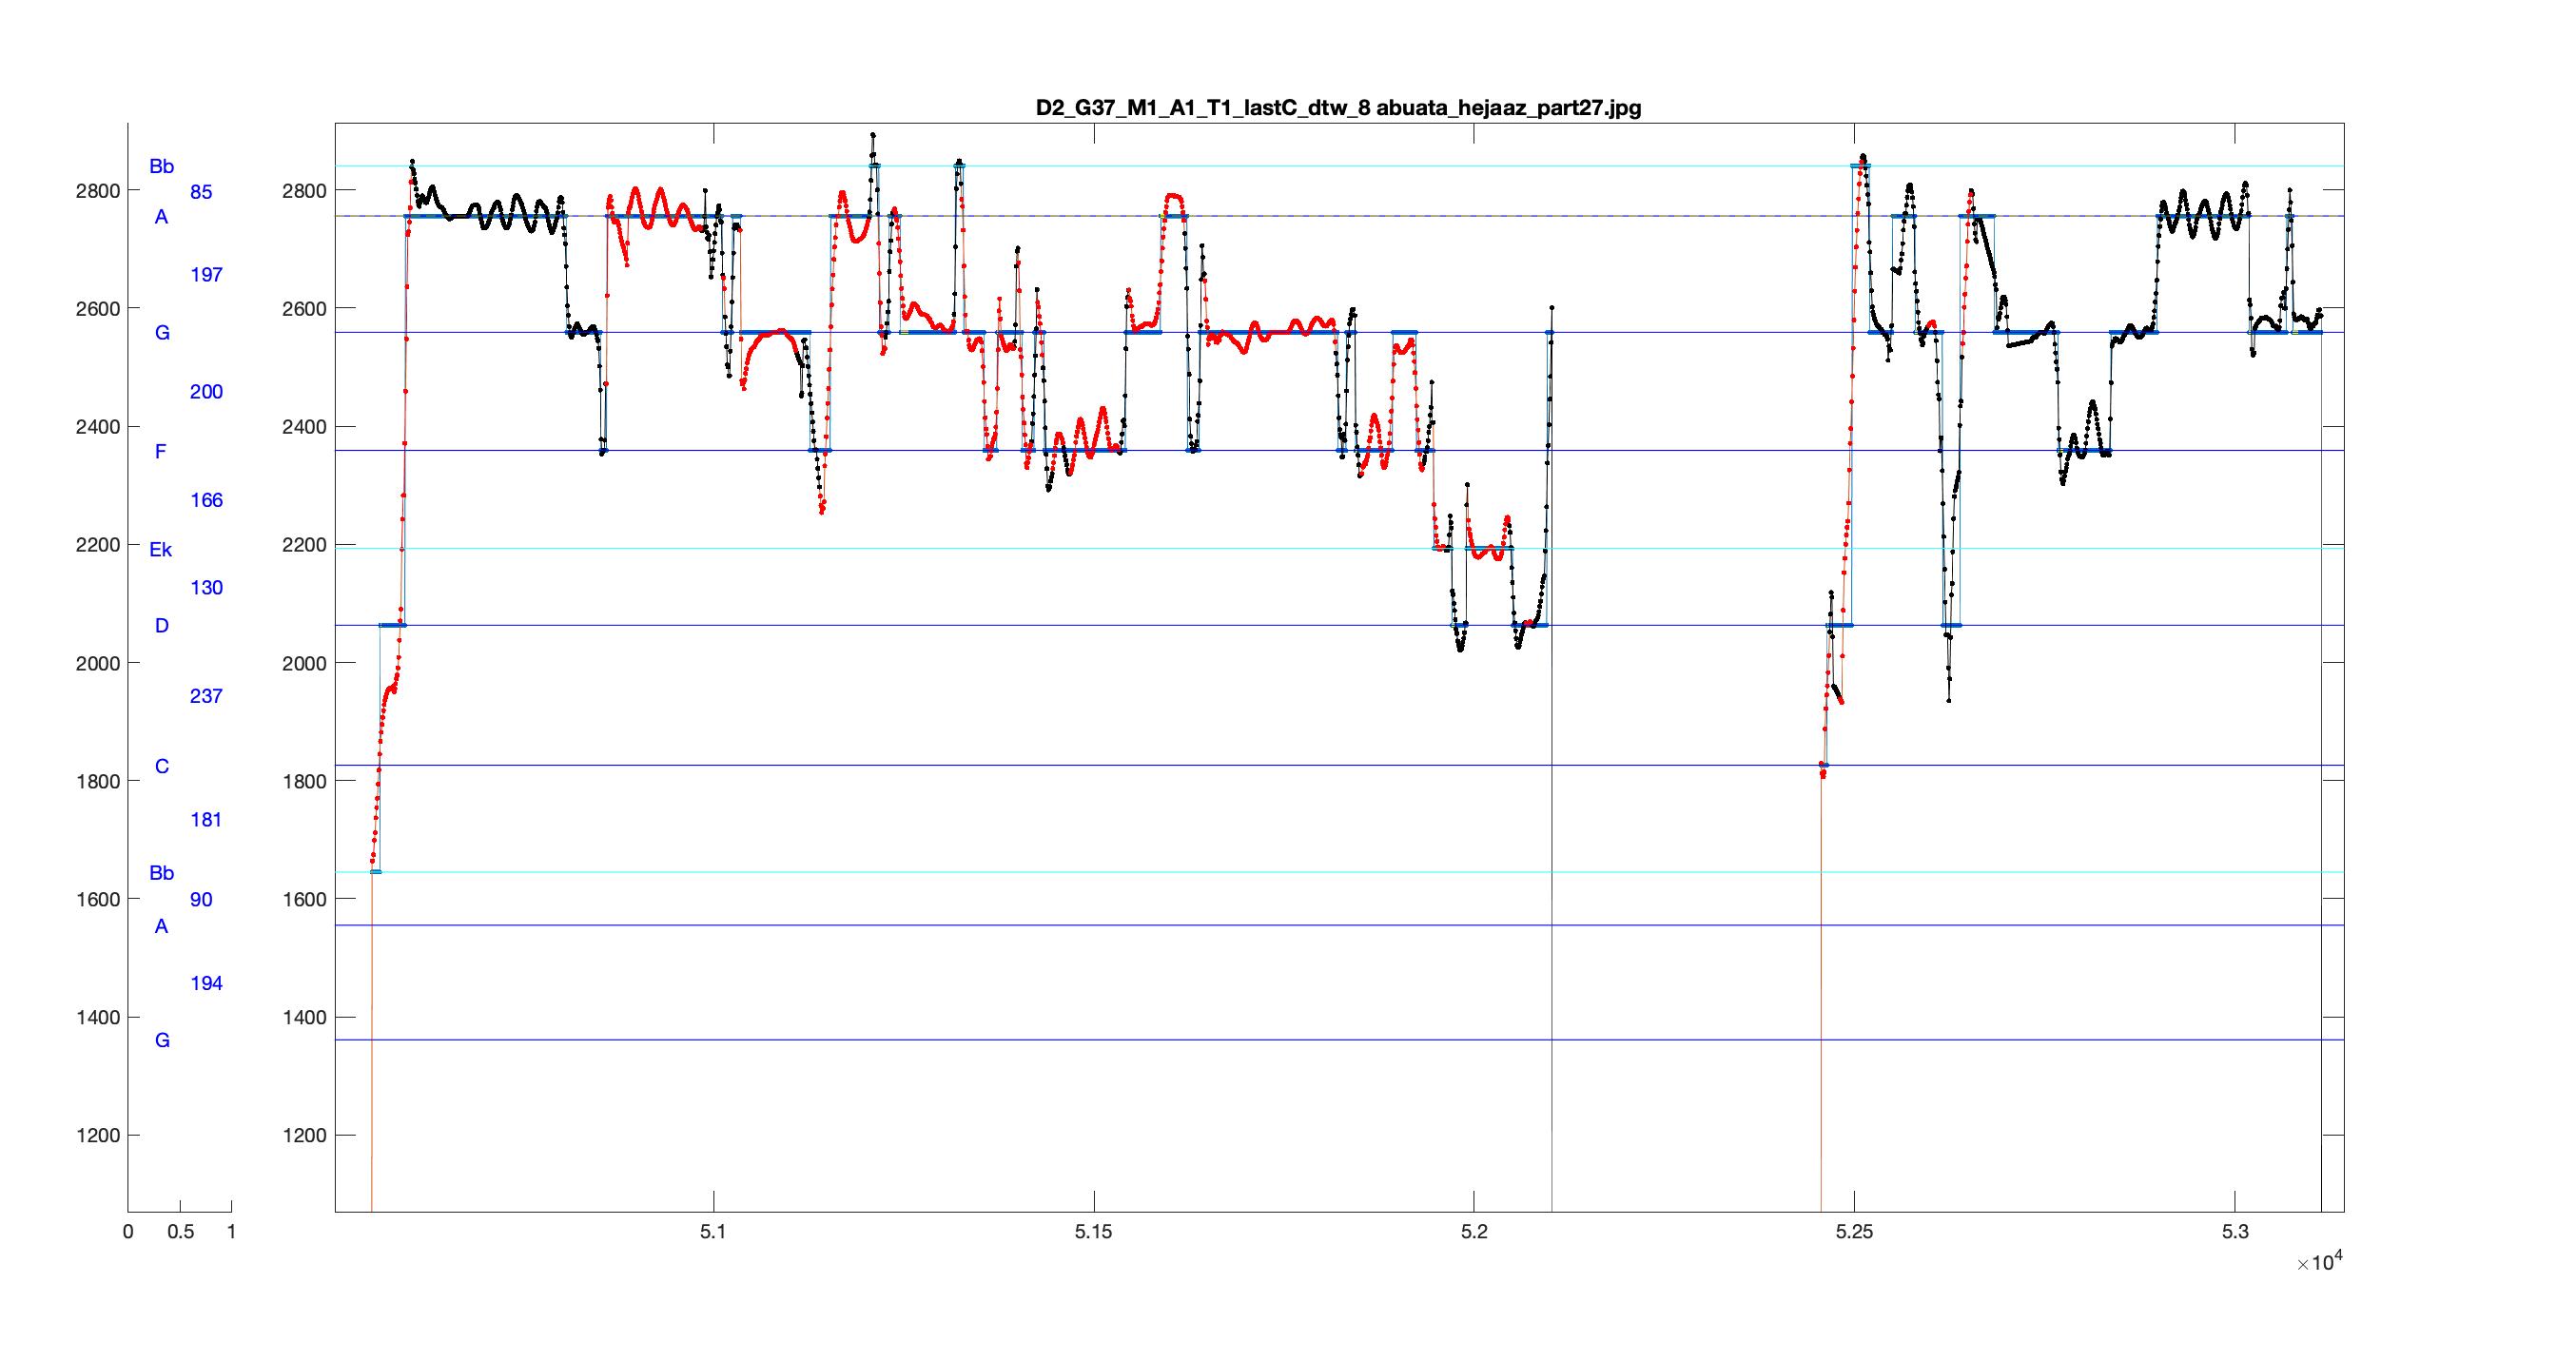 D2_G37_M1_A1_T1_lastC_dtw_8 abuata_hejaaz_part27.jpg
Bb
2800 85 2800
A
197
2600 2600
G
200
2400 2400
F
166
2200 Ek 2200
130
D
2000 2000
237
C
1800 1800
181
Bb
1600 90 1600
A
194
1400 1400
G
1200 1200
0 0.5 1 5.1 5.15 5.2 5.25 5.3
×10⁴